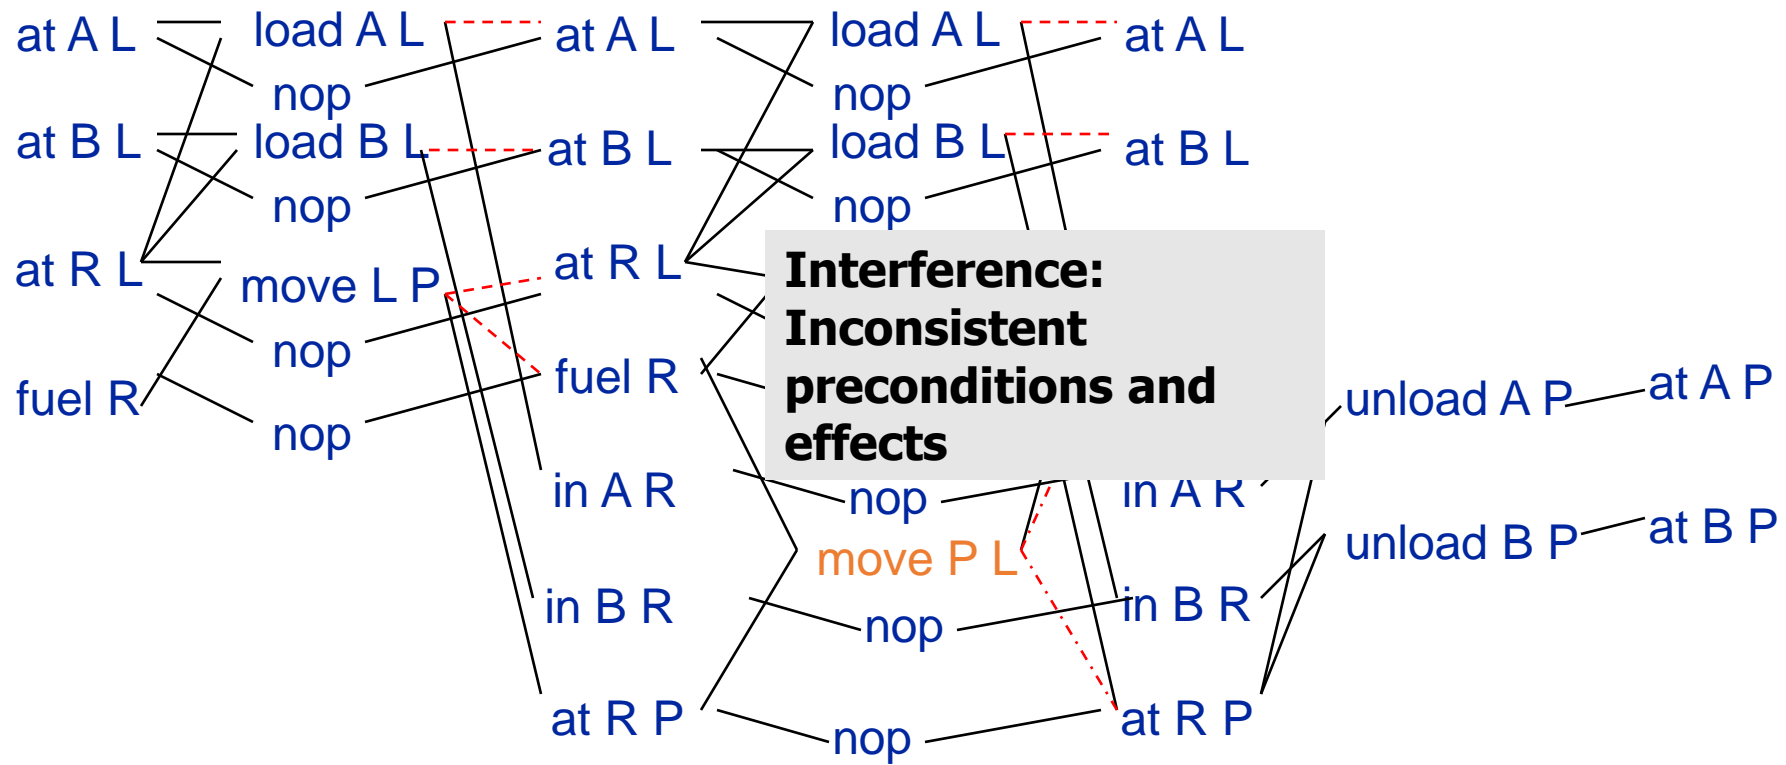 at A L
load A L
at A L
load A L
at A L
nop
nop
at B L
load B L
at B L
load B L
at B L
nop
nop
at R L
move L P
at R L
Interference:
Inconsistent
preconditions and
effects
nop
fuel R
fuel R
nop
unload A P
at A P
in A R
nop
in A R
move P L
unload B P
at B P
in B R
nop
in B R
at R P
nop
at R P